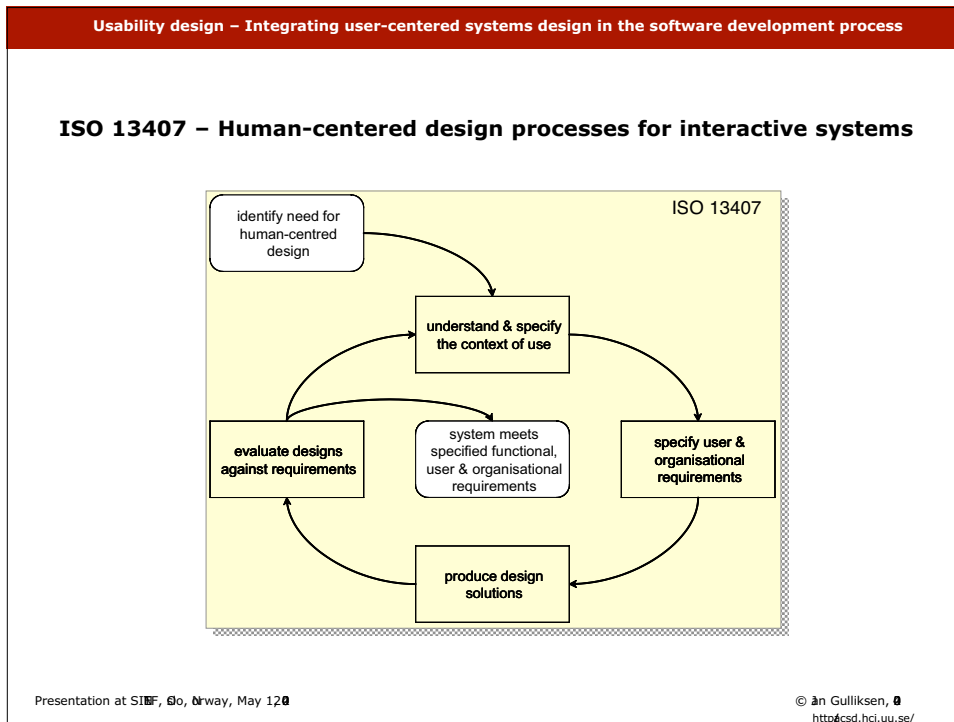 Usability design – Integrating user-centered systems design in the software development process
ISO 13407 – Human-centered design processes for interactive systems
ISO 13407
identify need for
human-centred
design
understand & specify
the context of use
evaluate designs
against requirements
system meets
specified functional,
user & organisational
requirements
specify user &
organisational
requirements
produce design
solutions
Presentation at May
© Gulliksen,